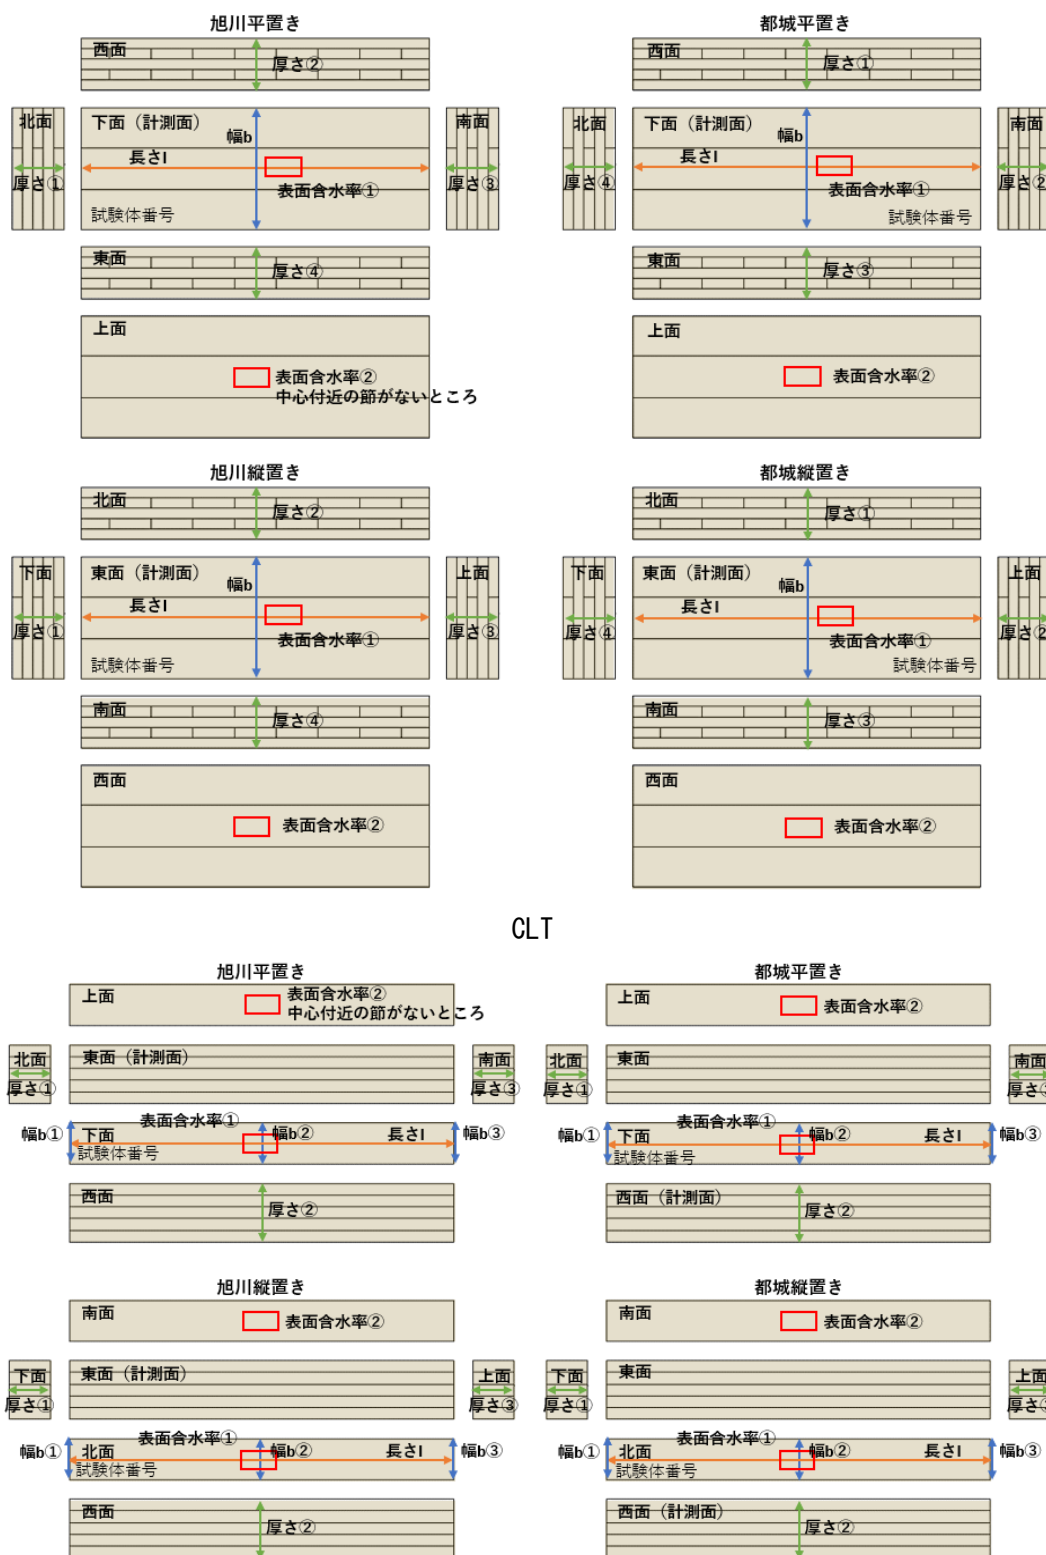 旭川平置き
西面
厚さ②
北面
厚さ①
下面（計測面）
幅b
長さl
表面含水率①
試験体番号
南面
厚さ③
東面
厚さ④
上面
表面含水率②
中心付近の節がないところ
都城平置き
西面
厚さ①
北面
厚さ④
下面（計測面）
幅b
長さl
表面含水率①
試験体番号
南面
厚さ②
東面
厚さ③
上面
表面含水率②
旭川縦置き
北面
厚さ②
下面
厚さ①
東面（計測面）
幅b
長さl
表面含水率①
試験体番号
上面
厚さ③
南面
厚さ④
西面
表面含水率②
都城縦置き
北面
厚さ①
下面
厚さ④
東面（計測面）
幅b
長さl
表面含水率①
試験体番号
上面
厚さ②
南面
厚さ③
西面
表面含水率②
CLT
旭川平置き
上面
表面含水率②
中心付近の節がないところ
北面
厚さ①
東面（計測面）
南面
厚さ③
表面含水率①
幅b①
下面
幅b②
長さl
幅b③
試験体番号
西面
厚さ②
都城平置き
上面
表面含水率②
北面
厚さ①
東面
南面
厚さ③
表面含水率①
幅b①
下面
幅b②
長さl
幅b③
試験体番号
西面（計測面）
厚さ②
旭川縦置き
南面
表面含水率②
下面
厚さ①
東面（計測面）
上面
厚さ③
表面含水率①
幅b①
北面
幅b②
長さl
幅b③
試験体番号
西面
厚さ②
都城縦置き
南面
表面含水率②
下面
厚さ①
東面
上面
厚さ③
表面含水率①
幅b①
北面
幅b②
長さl
幅b③
試験体番号
西面（計測面）
厚さ②